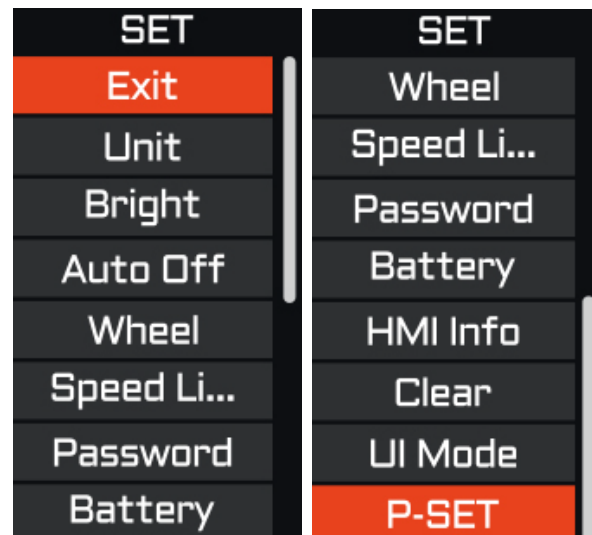 SET
Exit
Unit
Bright
Auto Off
Wheel
Speed Li...
Password
Battery
SET
Wheel
Speed Li...
Password
Battery
HMI Info
Clear
UI Mode
P-SET